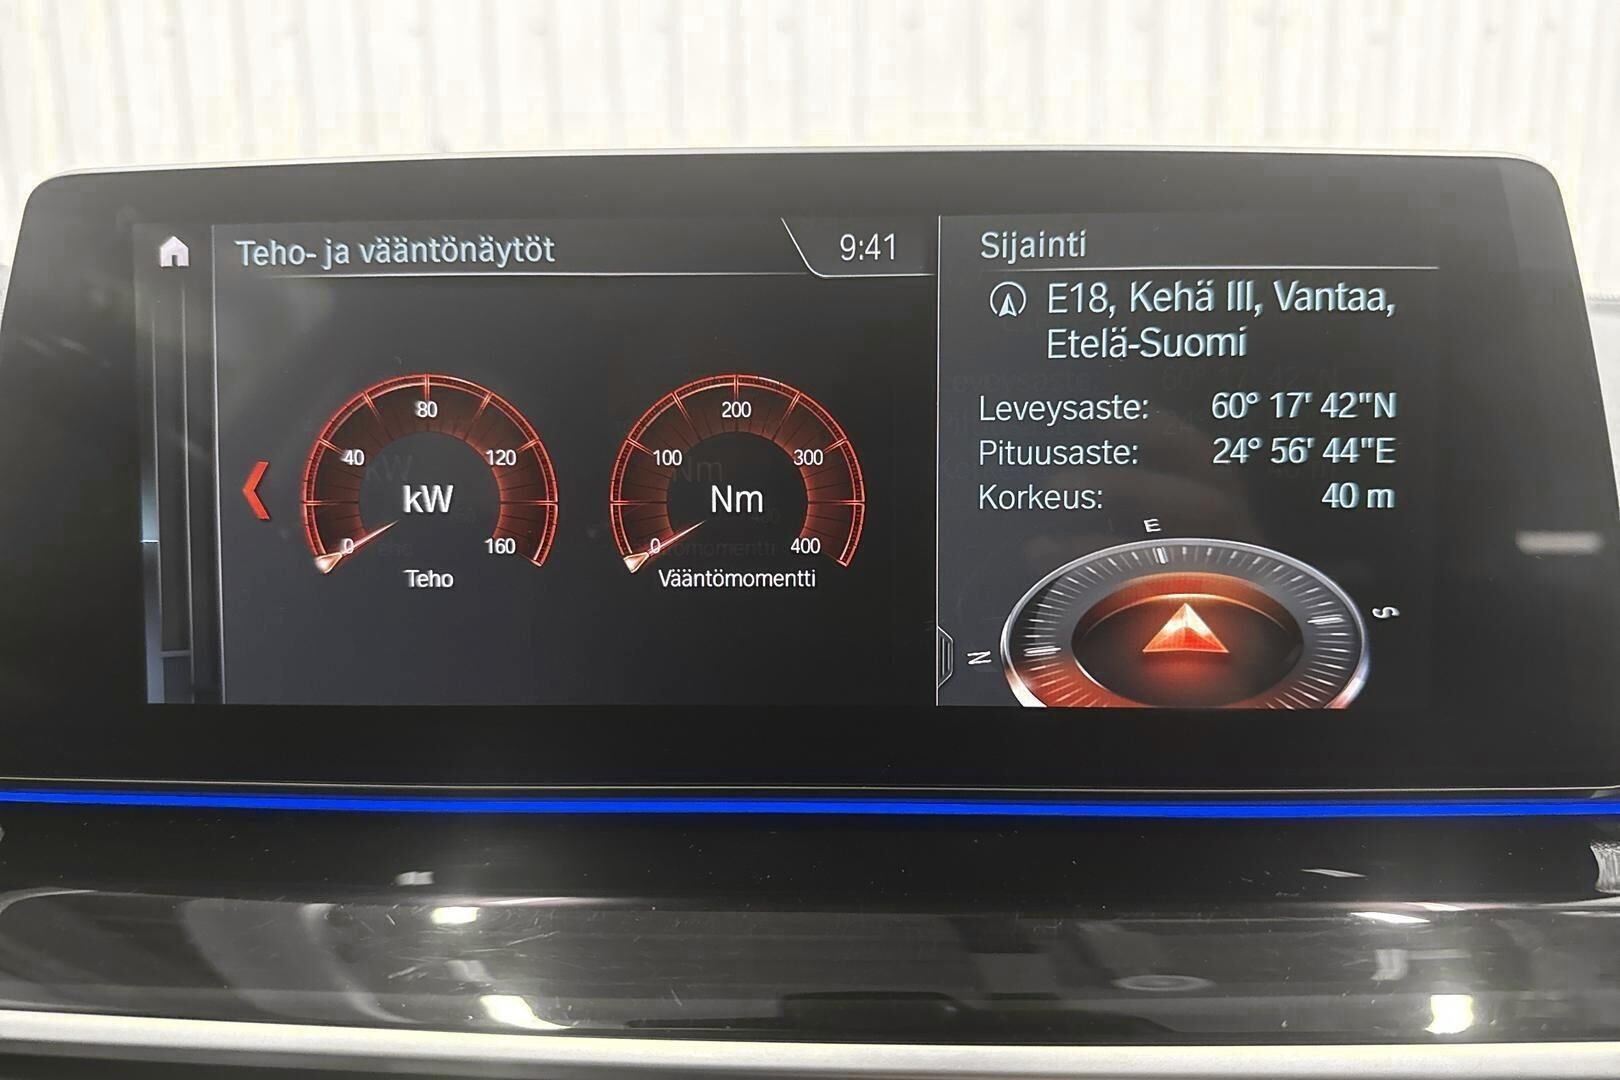 Teho- ja vääntönäytöt
9:41
80
40
120
kW
0
160
Teho
200
100
300
Nm
0
400
Vääntömomentti
Sijainti
E18, Kehä III, Vantaa,
Etelä-Suomi
Leveysaste: 60° 17' 42"N
Pituusaste: 24° 56' 44"E
Korkeus: 40 m
E
S
N